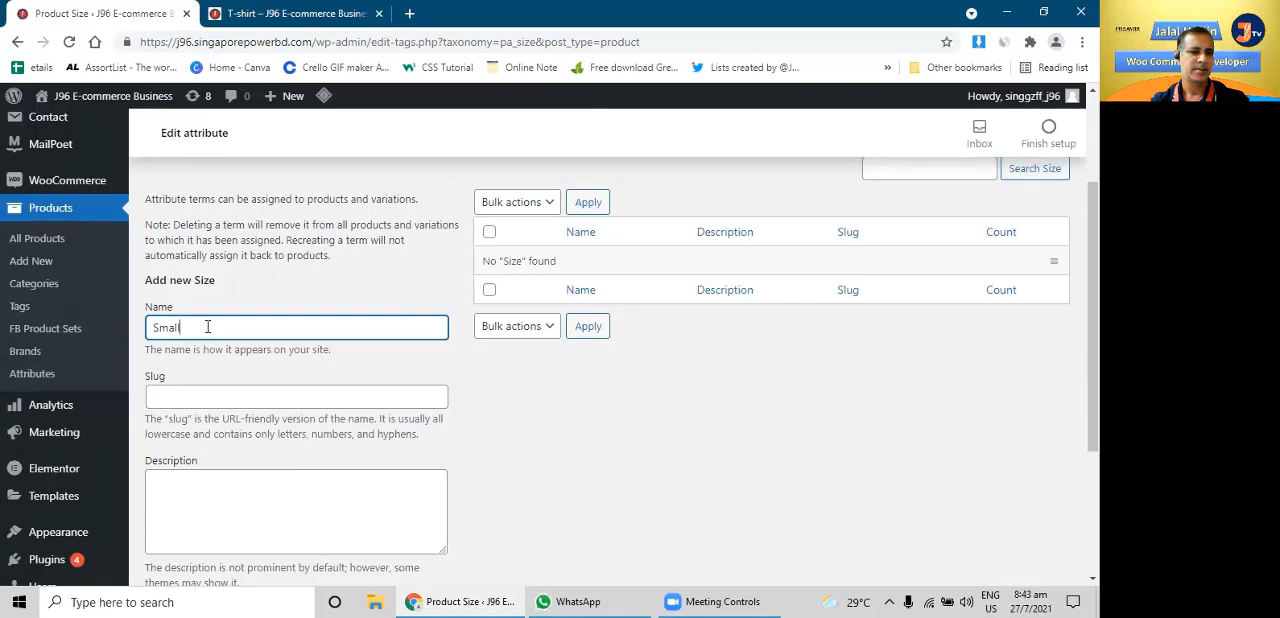 Product Size ‹ J96 E-commerce B
T-shirt – J96 E-commerce Busine
https://j96.singaporepowerbd.com/wp-admin/edit-tags.php?taxonomy=pa_size&post_type=product
etails
AL AssortList - The wor...
Home - Canva
Crello GIF maker A...
CSS Tutorial
Online Note
Free download Gre...
Lists created by @J...
»
Other bookmarks
Reading list
J96 E-commerce Business
8
0
+ New
Howdy, singgzff_j96
Contact
MailPoet
WooCommerce
Products
All Products
Add New
Categories
Tags
FB Product Sets
Brands
Attributes
Analytics
Marketing
Elementor
Templates
Appearance
Plugins 4
Edit attribute
Inbox
Finish setup
Search Size
Attribute terms can be assigned to products and variations.
Note: Deleting a term will remove it from all products and variations
to which it has been assigned. Recreating a term will not
automatically assign it back to products.
Add new Size
Name
Small
The name is how it appears on your site.
Slug
The “slug” is the URL-friendly version of the name. It is usually all
lowercase and contains only letters, numbers, and hyphens.
Description
The description is not prominent by default; however, some
themes may show it.
Bulk actions
Apply
Name Description Slug Count
No "Size" found
Name Description Slug Count
Bulk actions
Apply
Type here to search
Product Size ‹ J96 E...
WhatsApp
Meeting Controls
29°C
ENG
US
8:43 am
27/7/2021
FREELANCER
Jalal
TV
Woo Comm
Developer